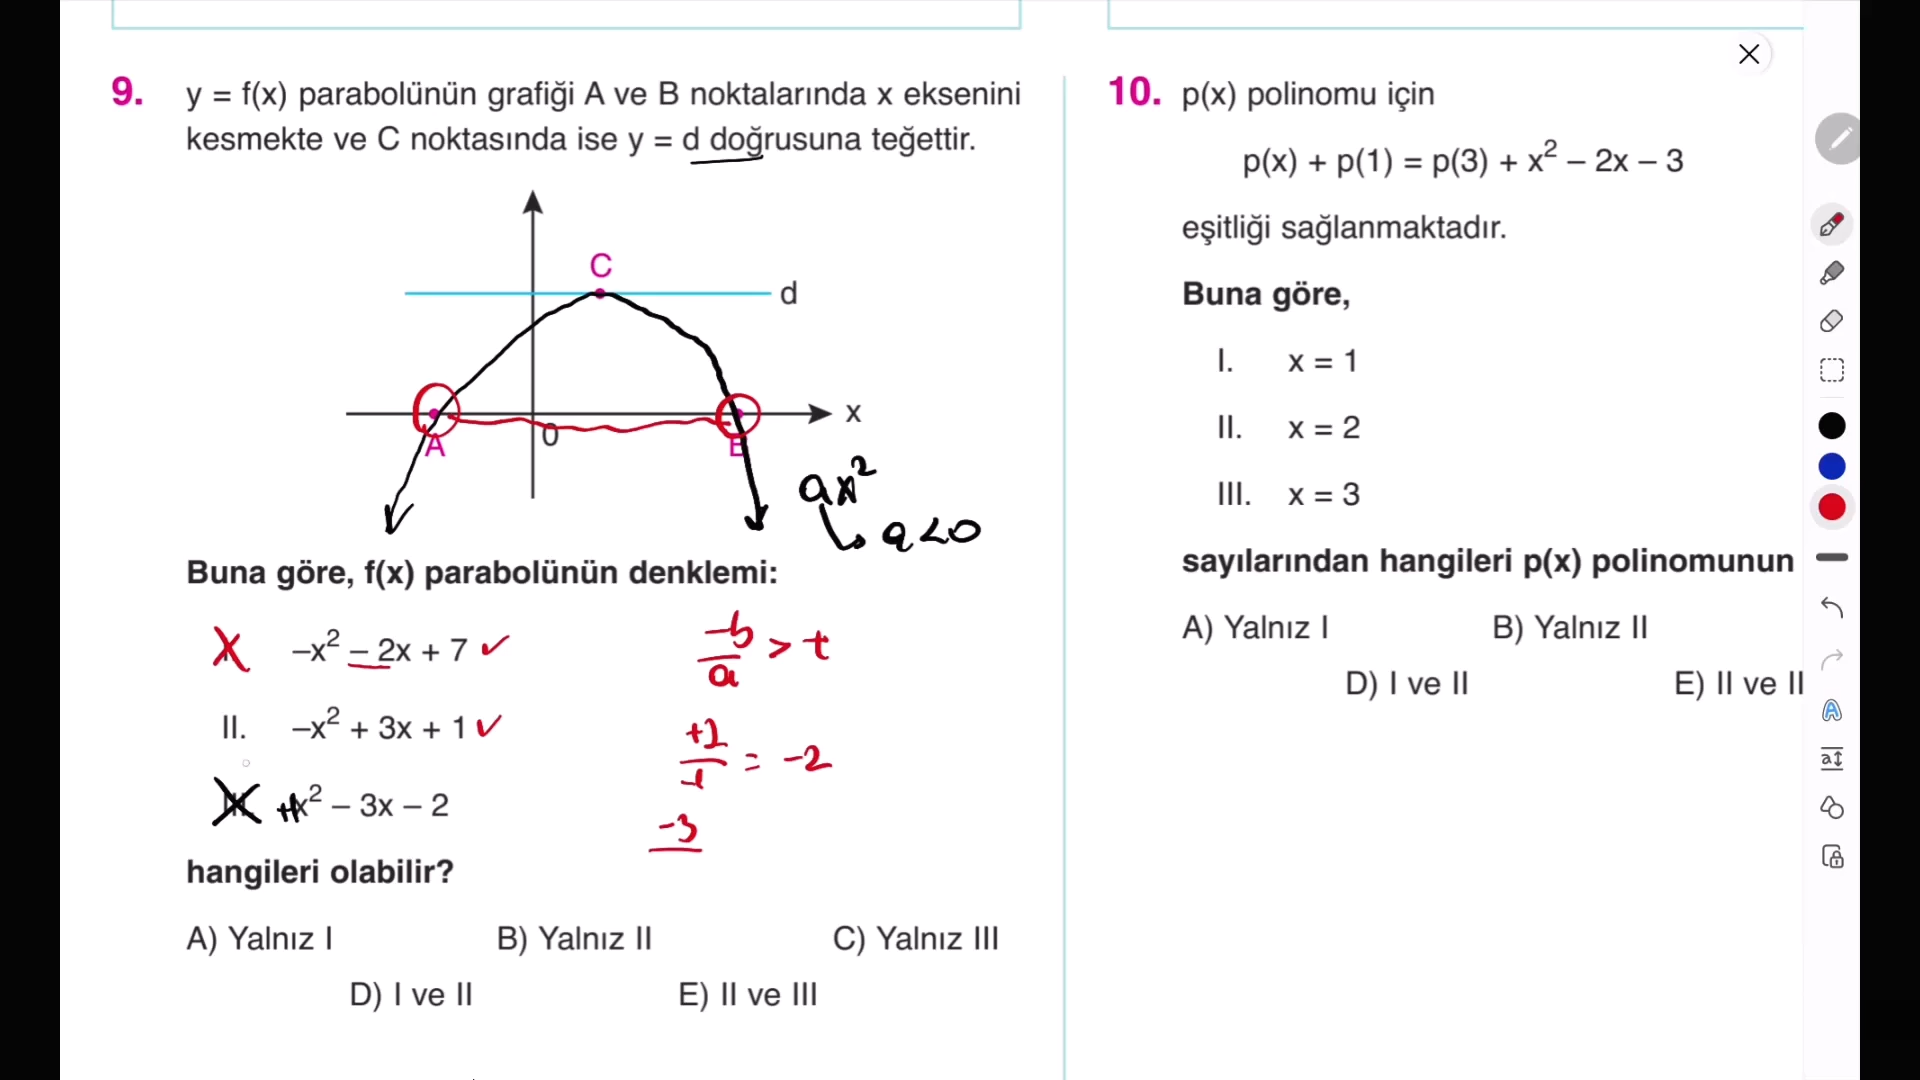 9. y = f(x) parabolünün grafiği A ve B noktalarında x eksenini
kesmekte ve C noktasında ise y = d doğrusuna teğettir.
C
d
x
0
A
B
ax²
a<0
Buna göre, f(x) parabolünün denklemi:
–x² – 2x + 7 ✓
II. –x² + 3x + 1 ✓
x² – 3x – 2
-b/a > t
+2/-1 = -2
-3
hangileri olabilir?
A) Yalnız I B) Yalnız II C) Yalnız III
D) I ve II E) II ve III
10. p(x) polinomu için
p(x) + p(1) = p(3) + x² – 2x – 3
eşitliği sağlanmaktadır.
Buna göre,
I. x = 1
II. x = 2
III. x = 3
sayılarından hangileri p(x) polinomunun
A) Yalnız I B) Yalnız II
D) I ve II E) II ve II